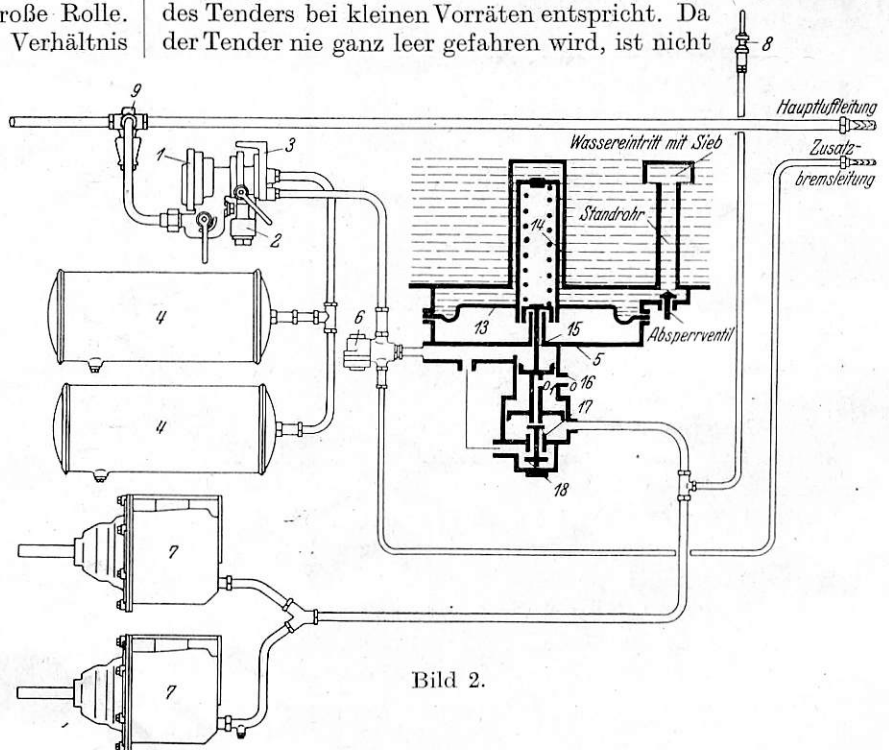 roße Rolle.
Verhältnis
des Tenders bei kleinen Vorräten entspricht. Da
der Tender nie ganz leer gefahren wird, ist nicht
8
9
Hauptluftleitung
1
3
Wassereintritt mit Sieb
Zusatz-
bremsleitung
2
14
Standrohr
4
6
13
15
5
Absperrventil
16
o₁
o
17
4
18
7
7
Bild 2.